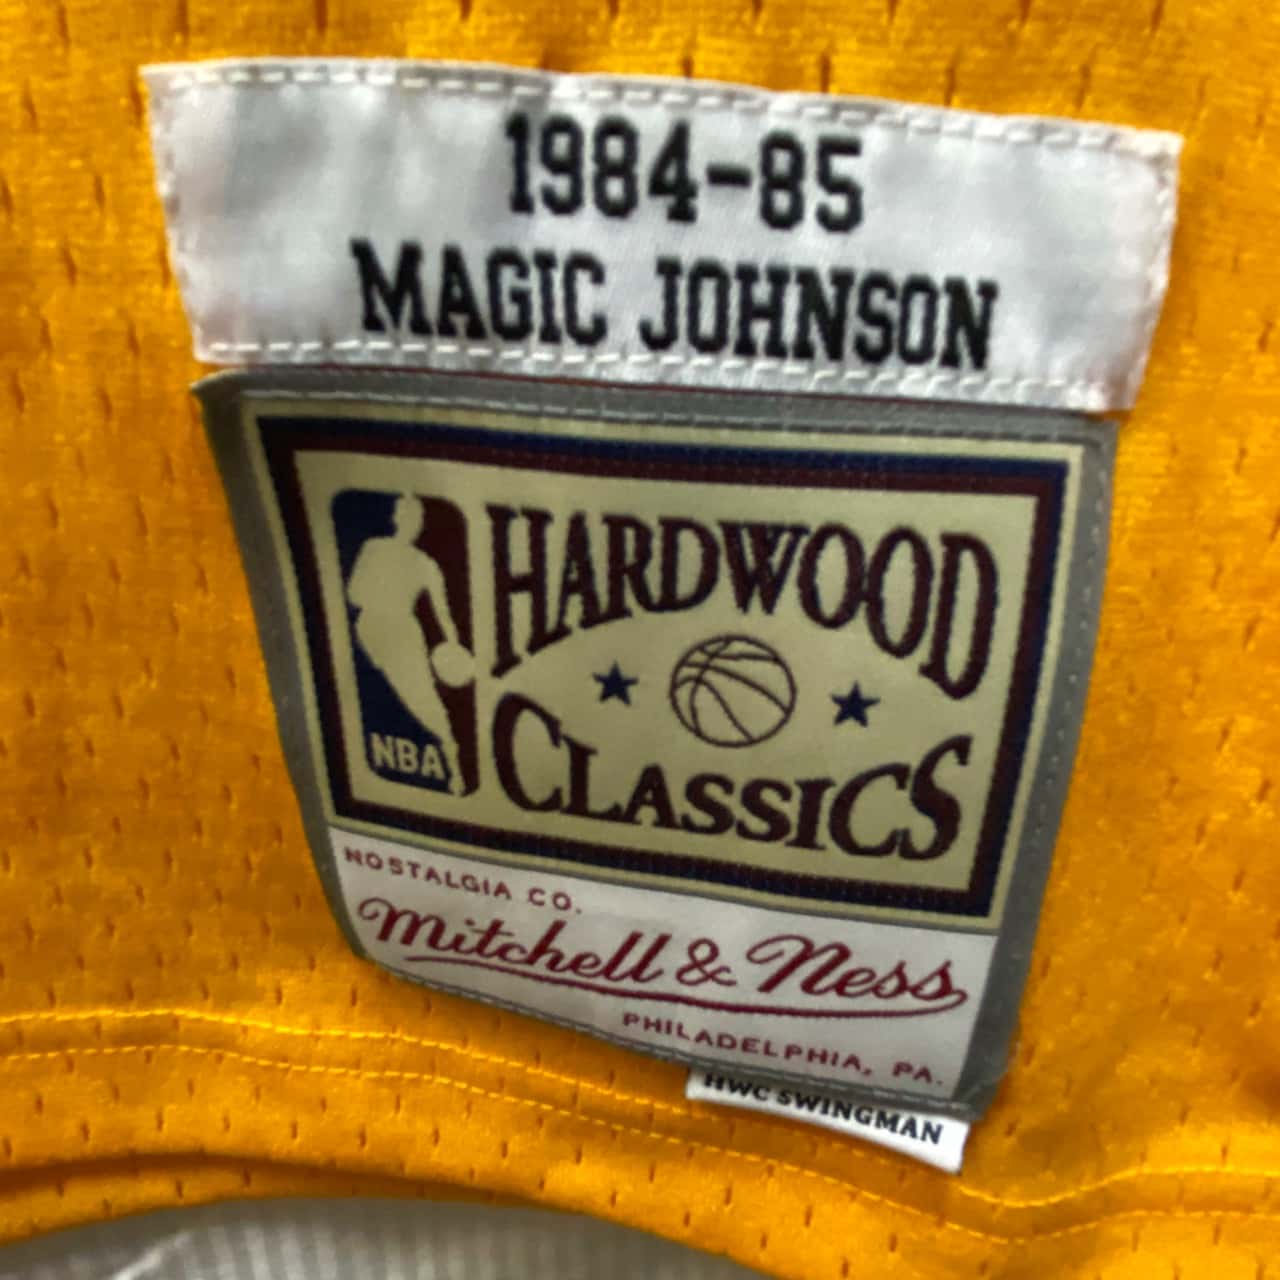 1984-85
MAGIC JOHNSON
HARDWOOD
CLASSICS
NBA
NOSTALGIA CO.
Mitchell & Ness
PHILADELPHIA, PA.
HWC SWINGMAN